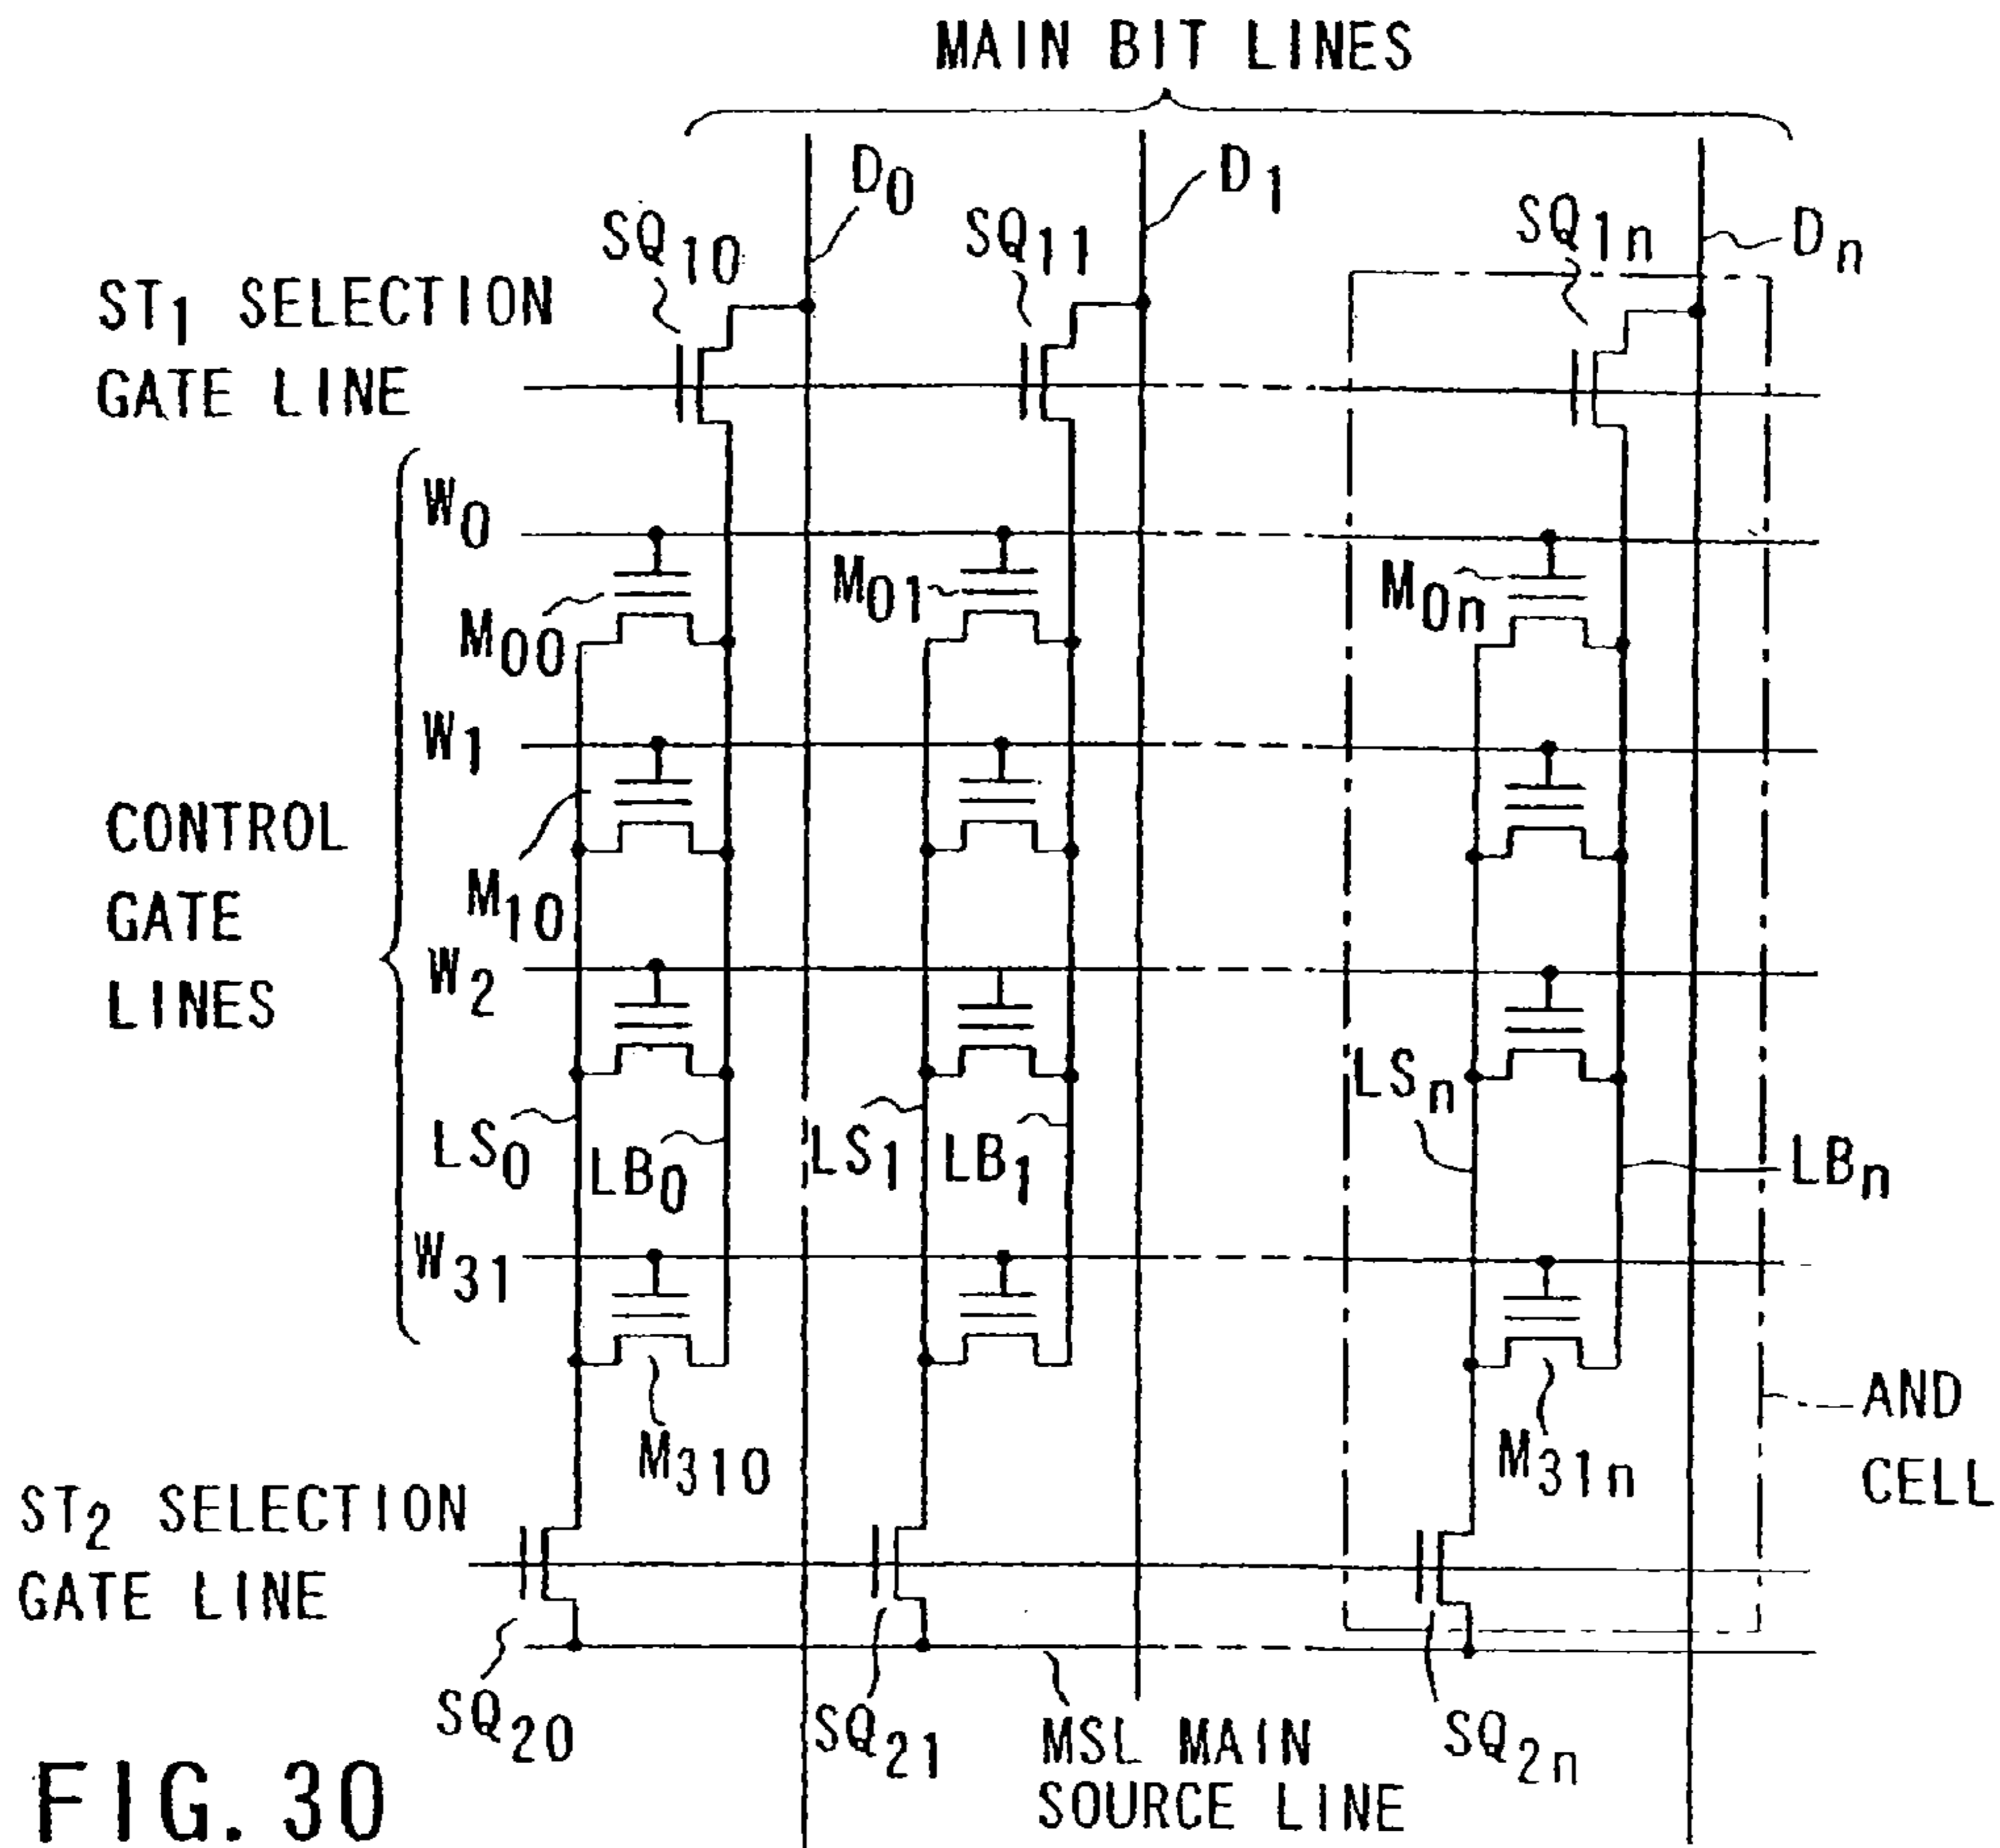 MAIN BIT LINES
D0
D1
Dn
SQ10
SQ11
SQ1n
ST1 SELECTION
GATE LINE
W0
M00
M01
M0n
W1
M10
CONTROL
GATE
LINES
W2
LS0
LB0
LS1
LB1
LSn
LBn
W31
M310
M31n
AND
CELL
ST2 SELECTION
GATE LINE
SQ20
SQ21
SQ2n
MSL MAIN
SOURCE LINE
FIG. 30